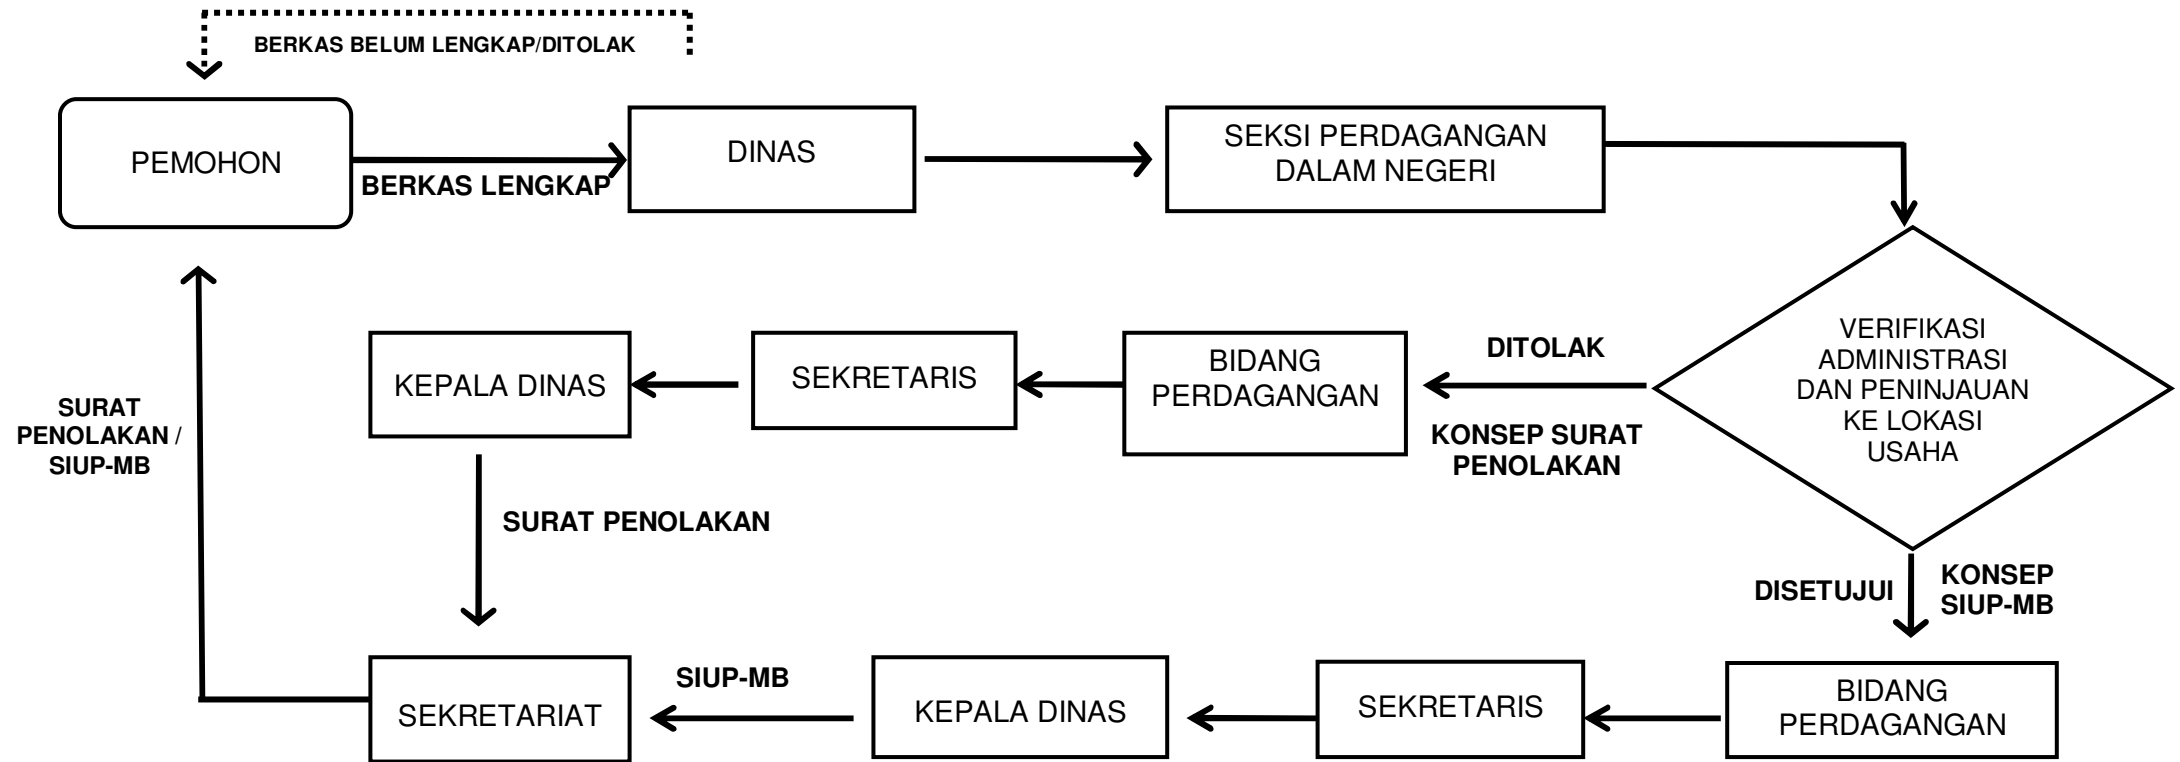 BERKAS BELUM LENGKAP/DITOLAK
PEMOHON
BERKAS LENGKAP
DINAS
SEKSI PERDAGANGAN
DALAM NEGERI
VERIFIKASI
ADMINISTRASI
DAN PENINJAUAN
KE LOKASI
USAHA
DITOLAK
KONSEP SURAT
PENOLAKAN
BIDANG
PERDAGANGAN
SEKRETARIS
KEPALA DINAS
SURAT PENOLAKAN
DISETUJUI
KONSEP
SIUP-MB
BIDANG
PERDAGANGAN
SEKRETARIS
KEPALA DINAS
SIUP-MB
SEKRETARIAT
SURAT
PENOLAKAN /
SIUP-MB